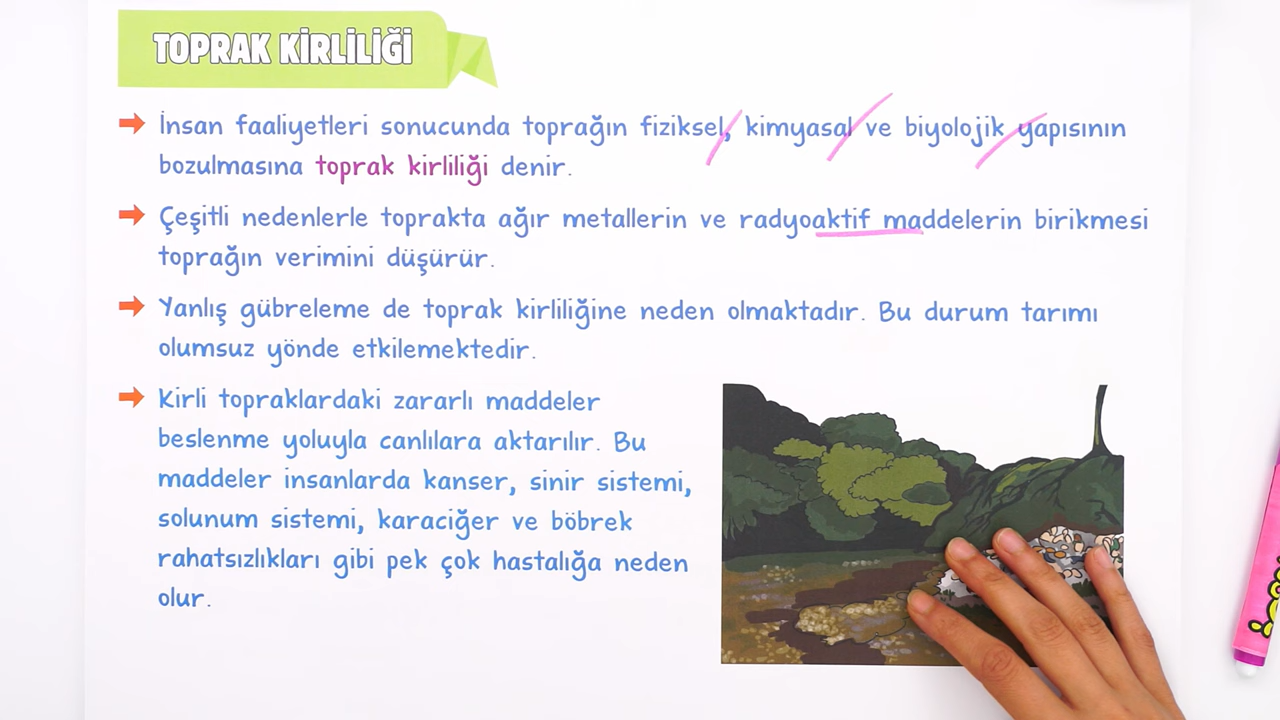 TOPRAK KİRLİLİĞİ
İnsan faaliyetleri sonucunda toprağın fiziksel, kimyasal ve biyolojik yapısının
bozulmasına toprak kirliliği denir.
Çeşitli nedenlerle toprakta ağır metallerin ve radyoaktif maddelerin birikmesi
toprağın verimini düşürür.
Yanlış gübreleme de toprak kirliliğine neden olmaktadır. Bu durum tarımı
olumsuz yönde etkilemektedir.
Kirli topraklardaki zararlı maddeler
beslenme yoluyla canlılara aktarılır. Bu
maddeler insanlarda kanser, sinir sistemi,
solunum sistemi, karaciğer ve böbrek
rahatsızlıkları gibi pek çok hastalığa neden
olur.